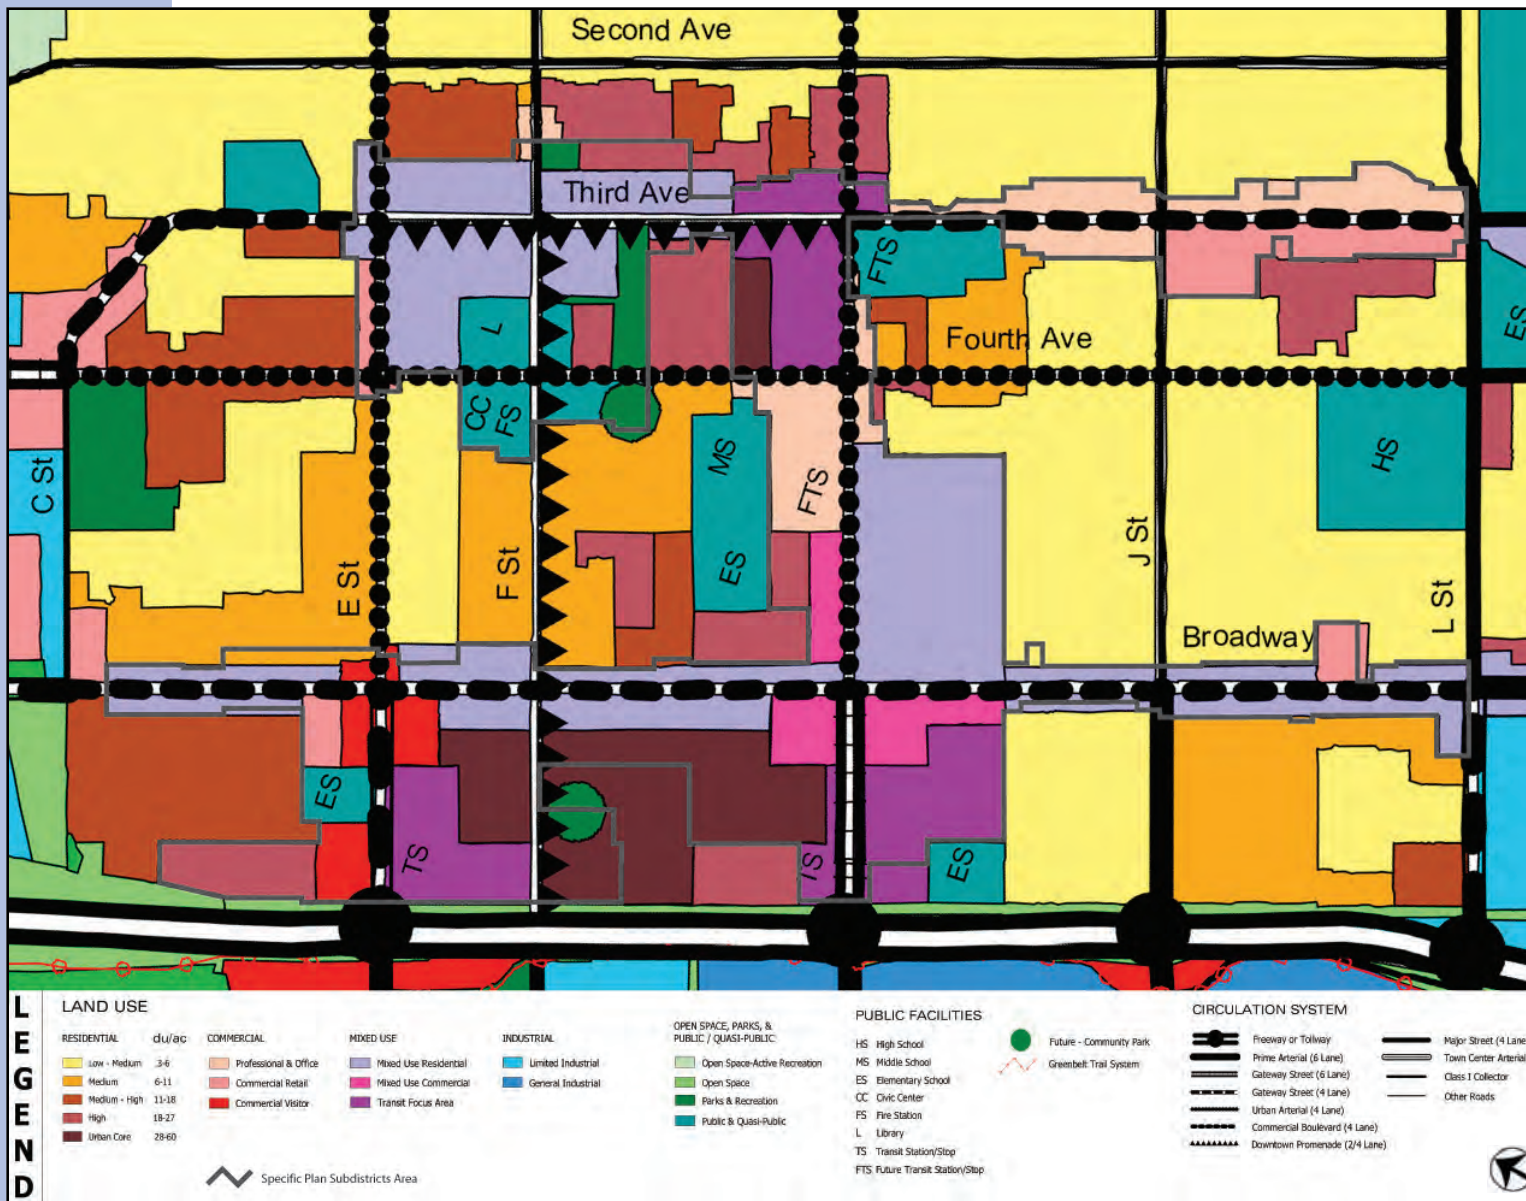 Second Ave
Third Ave
FTS
ES
L
Fourth Ave
CC
FS
MS
HS
C St
FTS
J St
E St
F St
ES
L St
Broadway
ES
TS
TS
ES
LEGEND
LAND USE
RESIDENTIAL du/ac
Low - Medium .3-6
Medium 6-11
Medium - High 11-18
High 18-27
Urban Core 28-60
COMMERCIAL
Professional & Office
Commercial Retail
Commercial Visitor
MIXED USE
Mixed Use Residential
Mixed Use Commercial
Transit Focus Area
INDUSTRIAL
Limited Industrial
General Industrial
OPEN SPACE, PARKS, &
PUBLIC / QUASI-PUBLIC
Open Space-Active Recreation
Open Space
Parks & Recreation
Public & Quasi-Public
Specific Plan Subdistricts Area
PUBLIC FACILITIES
HS High School
MS Middle School
ES Elementary School
CC Civic Center
FS Fire Station
L Library
TS Transit Station/Stop
FTS Future Transit Station/Stop
Future - Community Park
Greenbelt Trail System
CIRCULATION SYSTEM
Freeway or Tollway
Prime Arterial (6 Lane)
Gateway Street (6 Lane)
Gateway Street (4 Lane)
Urban Arterial (4 Lane)
Commercial Boulevard (4 Lane)
Downtown Promenade (2/4 Lane)
Major Street (4 Lane
Town Center Arterial
Class I Collector
Other Roads